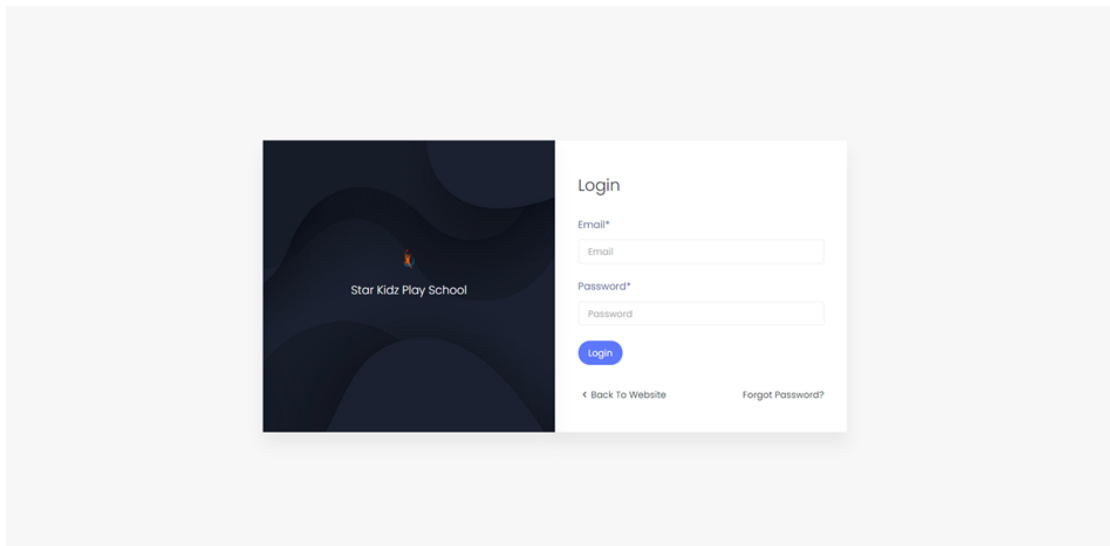 Star Kidz Play School
Login
Email*
Email
Password*
Password
Login
< Back To Website
Forgot Password?